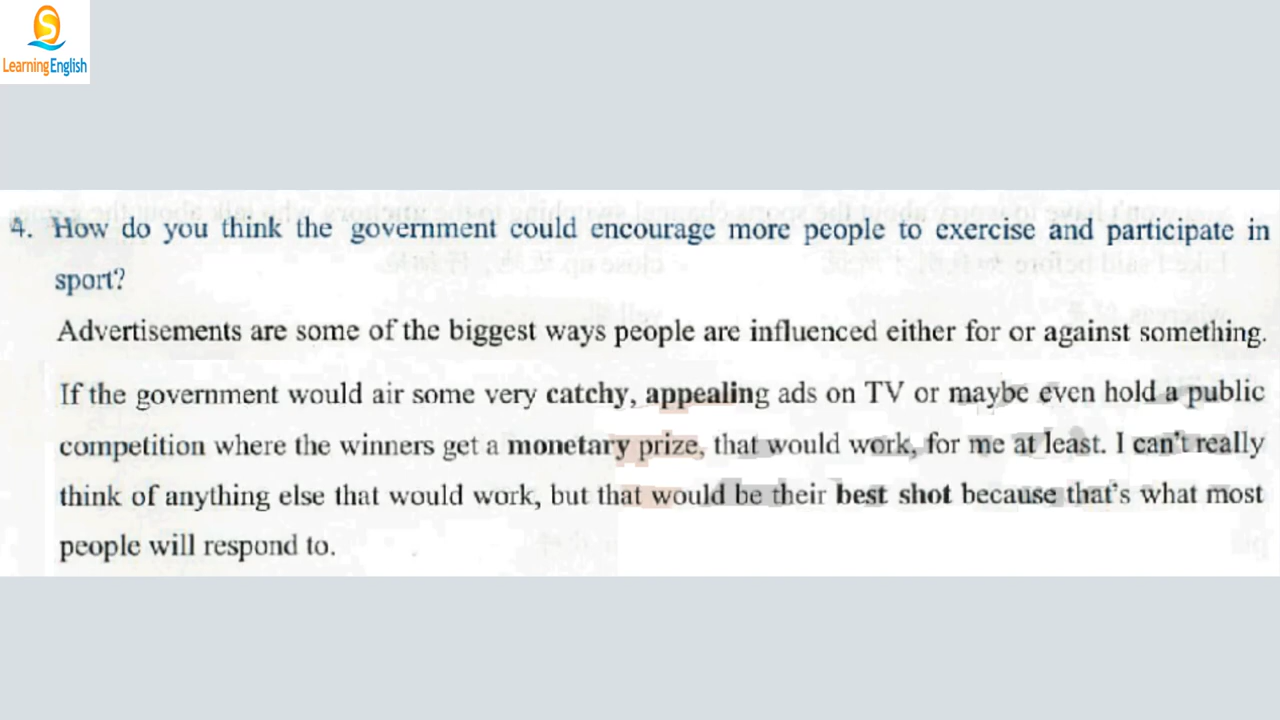 S
LearningEnglish
4. How do you think the government could encourage more people to exercise and participate in
sport?
Advertisements are some of the biggest ways people are influenced either for or against something.
If the government would air some very catchy, appealing ads on TV or maybe even hold a public
competition where the winners get a monetary prize, that would work, for me at least. I can't really
think of anything else that would work, but that would be their best shot because that's what most
people will respond to.